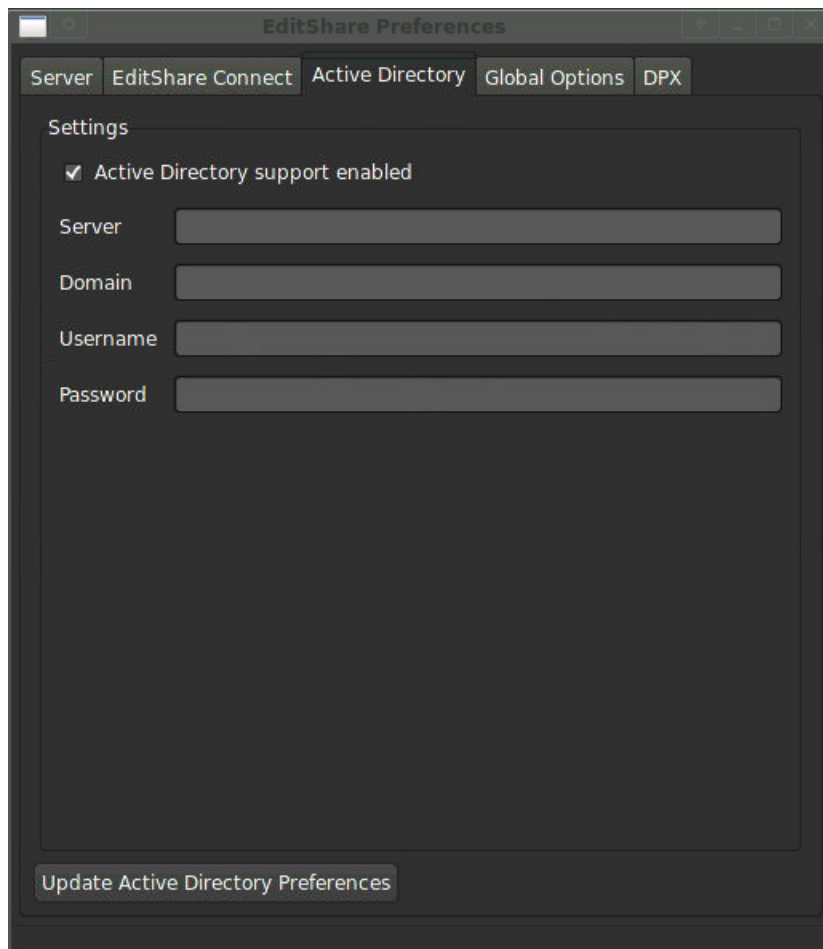 EditShare Preferences
Server EditShare Connect Active Directory Global Options DPX
Settings
Active Directory support enabled
Server
Domain
Username
Password
Update Active Directory Preferences